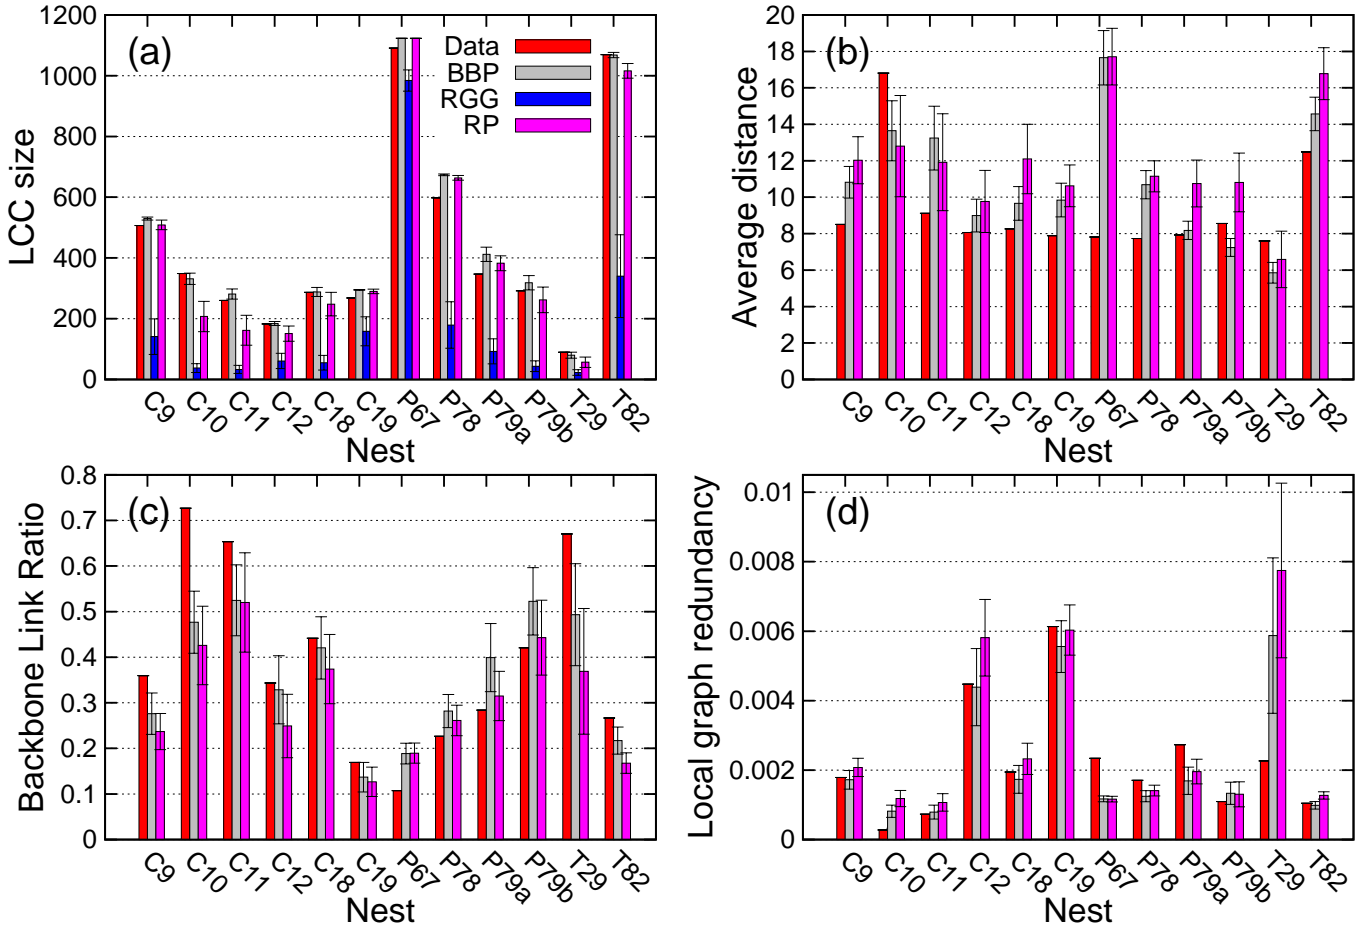 (a)
Data
BBP
RGG
RP
LCC size
1200
1000
800
600
400
200
0
C9 C10 C11 C12 C18 C19 P67 P78 P79a P79b T29 T82
Nest
(b)
Average distance
20
18
16
14
12
10
8
6
4
2
0
C9 C10 C11 C12 C18 C19 P67 P78 P79a P79b T29 T82
Nest
(c)
Backbone Link Ratio
0.8
0.7
0.6
0.5
0.4
0.3
0.2
0.1
0
C9 C10 C11 C12 C18 C19 P67 P78 P79a P79b T29 T82
Nest
(d)
Local graph redundancy
0.01
0.008
0.006
0.004
0.002
0
C9 C10 C11 C12 C18 C19 P67 P78 P79a P79b T29 T82
Nest